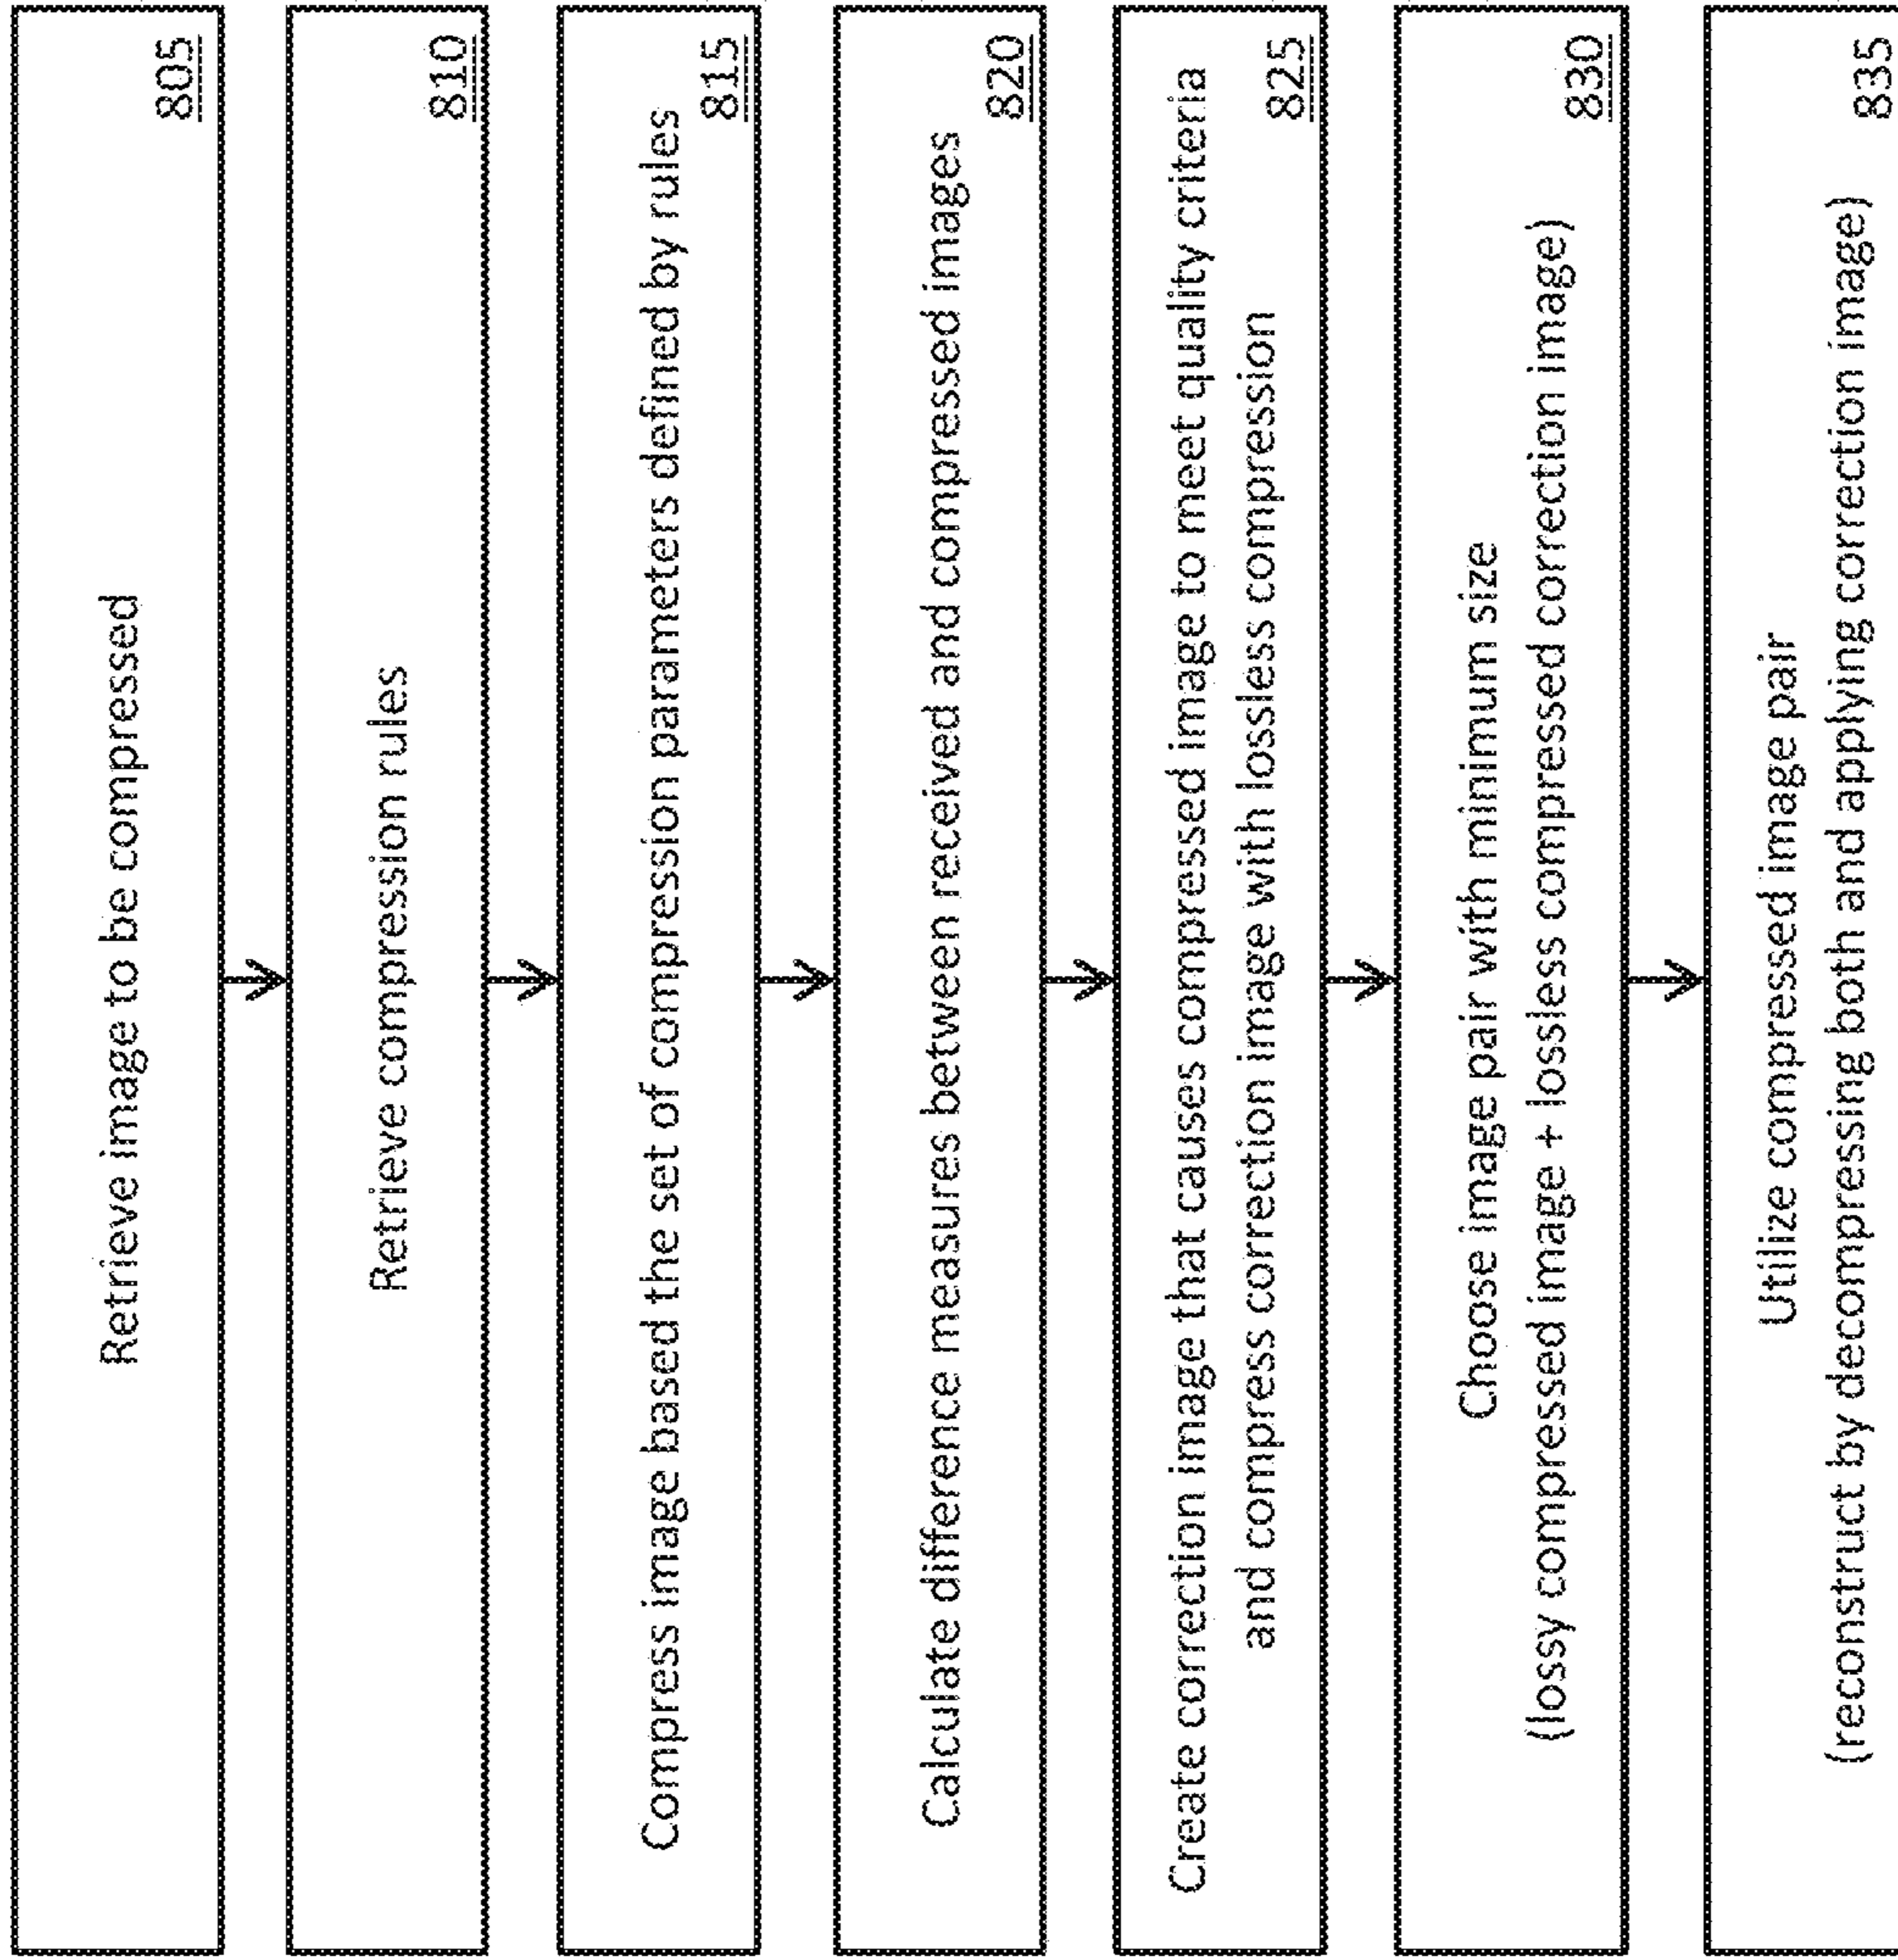 Retrieve image to be compressed
805
Retrieve compression rules
810
Compress image based the set of compression parameters defined by rules
815
Calculate difference measures between received and compressed images
820
Create correction image that causes compressed image to meet quality criteria
and compress correction image with lossless compression
825
Choose image pair with minimum size
(lossy compressed image + lossless compressed correction image)
830
Utilize compressed image pair
(reconstruct by decompressing both and applying correction image)
835